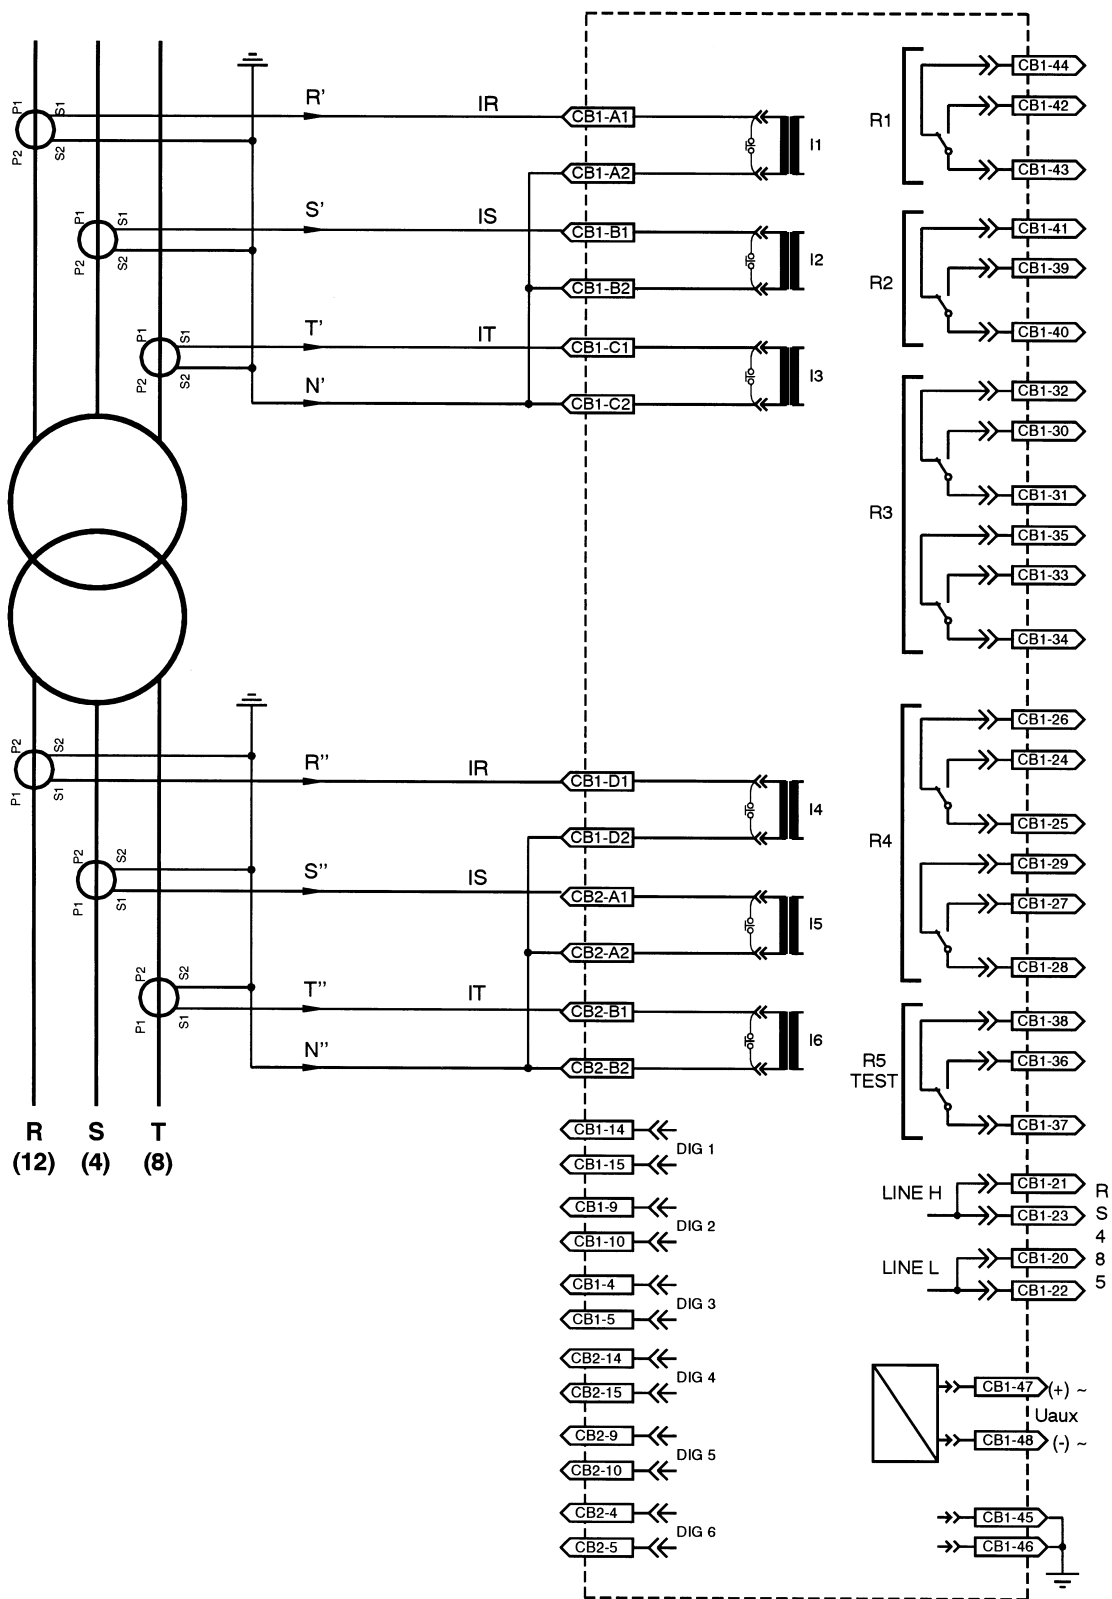 P1
S1
P2
S2
R'
IR
CB1-A1
CB1-A2
I1
P1
S1
P2
S2
S'
IS
CB1-B1
CB1-B2
I2
P1
S1
P2
S2
T'
IT
CB1-C1
N'
CB1-C2
I3
P2
S2
P1
S1
R''
IR
CB1-D1
CB1-D2
I4
P2
S2
P1
S1
S''
IS
CB2-A1
CB2-A2
I5
P2
S2
P1
S1
T''
IT
CB2-B1
N''
CB2-B2
I6
R
(12)
S
(4)
T
(8)
CB1-14
CB1-15
DIG 1
CB1-9
CB1-10
DIG 2
CB1-4
CB1-5
DIG 3
CB2-14
CB2-15
DIG 4
CB2-9
CB2-10
DIG 5
CB2-4
CB2-5
DIG 6
R1
CB1-44
CB1-42
CB1-43
R2
CB1-41
CB1-39
CB1-40
R3
CB1-32
CB1-30
CB1-31
CB1-35
CB1-33
CB1-34
R4
CB1-26
CB1-24
CB1-25
CB1-29
CB1-27
CB1-28
R5
TEST
CB1-38
CB1-36
CB1-37
LINE H
CB1-21
CB1-23
LINE L
CB1-20
CB1-22
R
S
4
8
5
CB1-47 (+) ~
Uaux
CB1-48 (-) ~
CB1-45
CB1-46